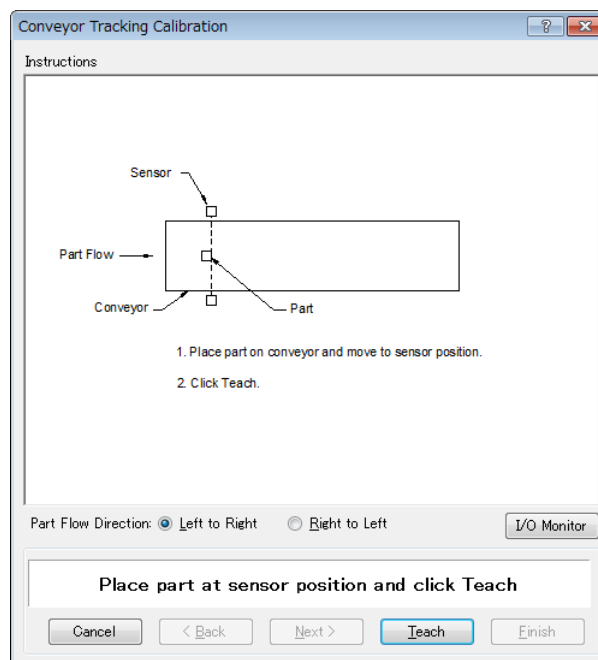 Conveyor Tracking Calibration
Instructions
Sensor
Part Flow
Conveyor
Part
1. Place part on conveyor and move to sensor position.
2. Click Teach.
Part Flow Direction: Left to Right Right to Left I/O Monitor
Place part at sensor position and click Teach
Cancel < Back Next > Teach Finish